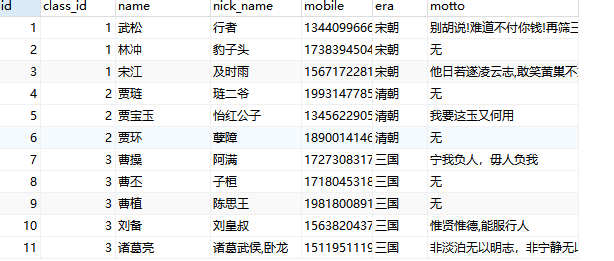 id class_id name nick_name mobile era motto
1 1 武松 行者 1344099666 宋朝 别胡说!难道不付你钱!再筛三
2 1 林冲 豹子头 1738394504 宋朝 无
3 1 宋江 及时雨 1567172281 宋朝 他日若遂凌云志,敢笑黄巢不
4 2 贾琏 琏二爷 1993147785 清朝 无
5 2 贾宝玉 怡红公子 1345622905 清朝 我要这玉又何用
6 2 贾环 孽障 1890014146 清朝 无
7 3 曹操 阿满 1727308317 三国 宁我负人，毋人负我
8 3 曹丕 子桓 1718045318 三国 无
9 3 曹植 陈思王 1981800891 三国 无
10 3 刘备 刘皇叔 1563820437 三国 惟贤惟德,能服行人
11 3 诸葛亮 诸葛武侯,卧龙 1511951119 三国 非淡泊无以明志，非宁静无以